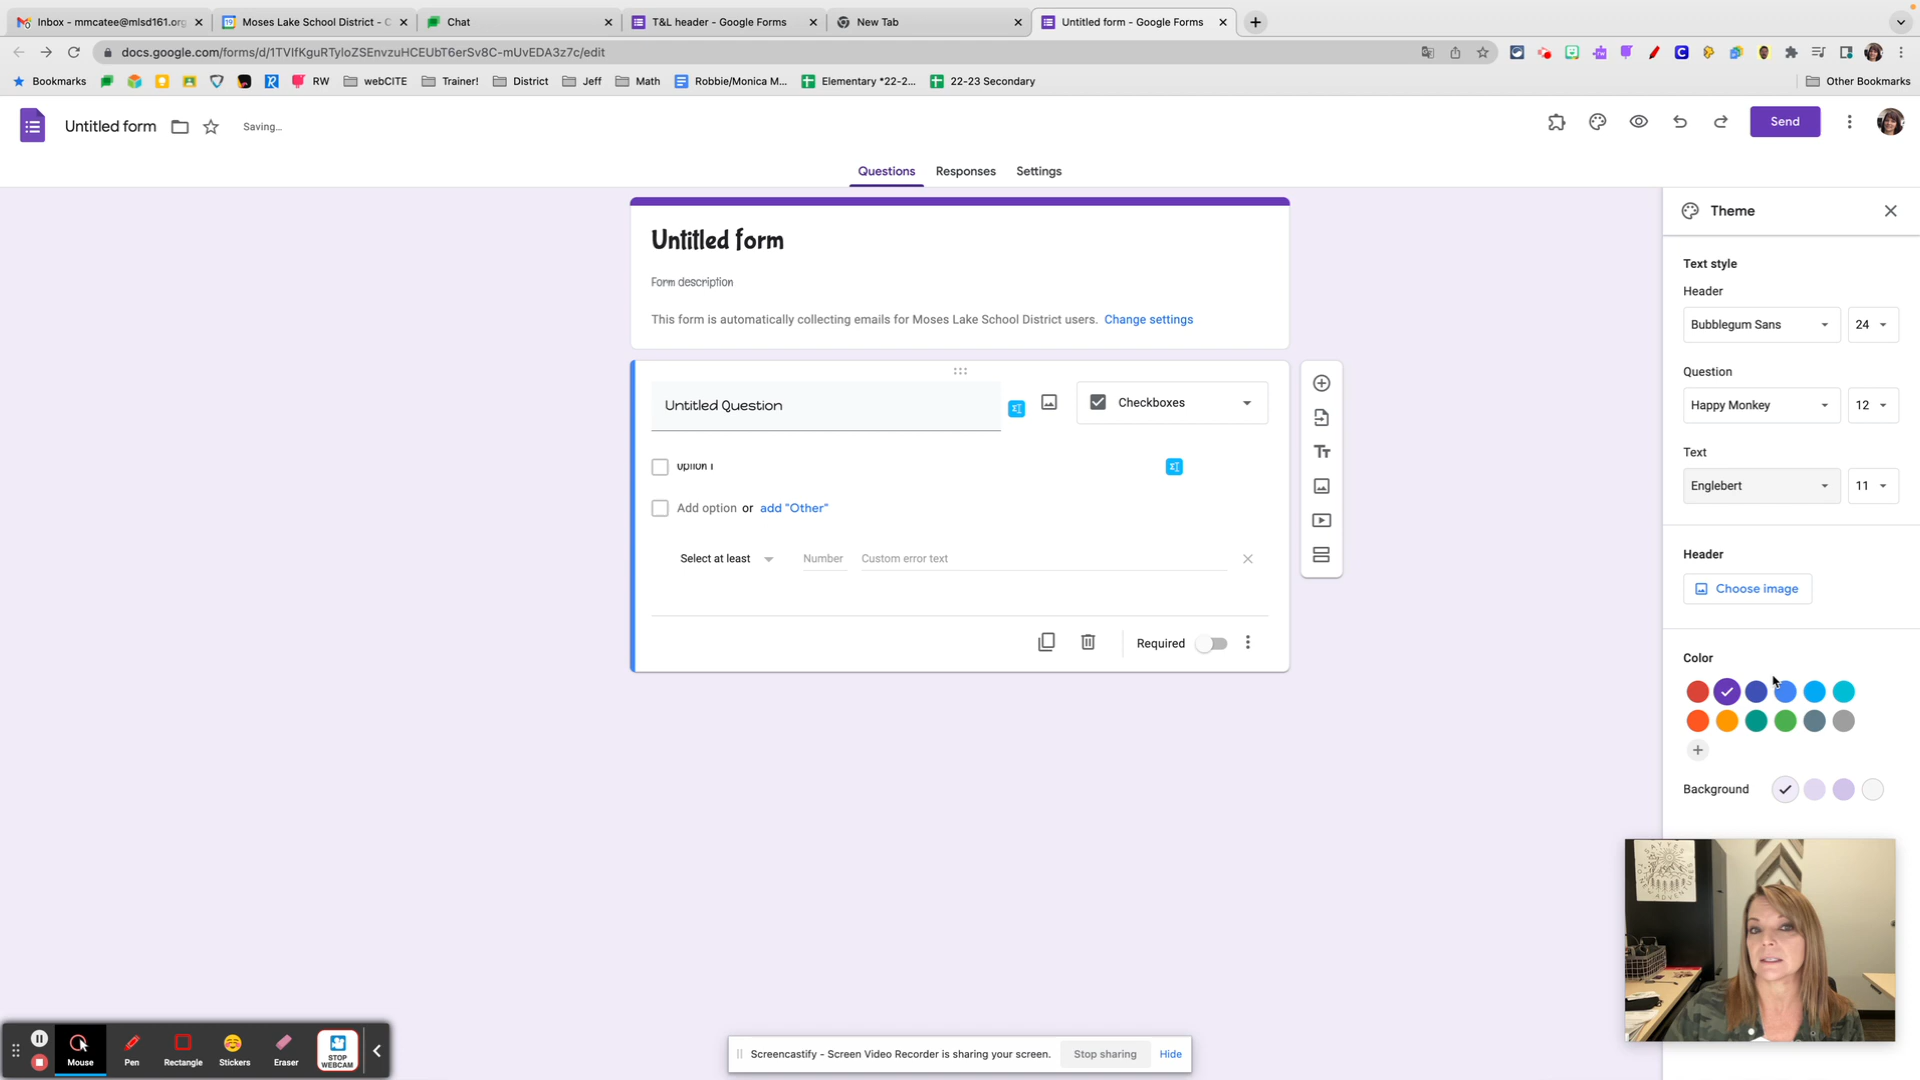 Inbox - mmcatee@mlsd161.org
Moses Lake School District - C
Chat
T&L header - Google Forms
New Tab
Untitled form - Google Forms
docs.google.com/forms/d/1TVIfKguRTyloZSEnvzuHCEUbT6erSv8C-mUvEDA3z7c/edit
Bookmarks
RW
webCITE
Trainer!
District
Jeff
Math
Robbie/Monica M...
Elementary *22-2...
22-23 Secondary
Other Bookmarks
Untitled form
Saving...
Send
Questions
Responses
Settings
Theme
Untitled form
Form description
This form is automatically collecting emails for Moses Lake School District users. Change settings
Untitled Question
Checkboxes
Option 1
Add option or add "Other"
Select at least
Number
Custom error text
Required
Text style
Header
Bubblegum Sans
24
Question
Happy Monkey
12
Text
Englebert
11
Header
Choose image
Color
Background
Mouse
Pen
Rectangle
Stickers
Eraser
STOP
WEBCAM
Screencastify - Screen Video Recorder is sharing your screen.
Stop sharing
Hide